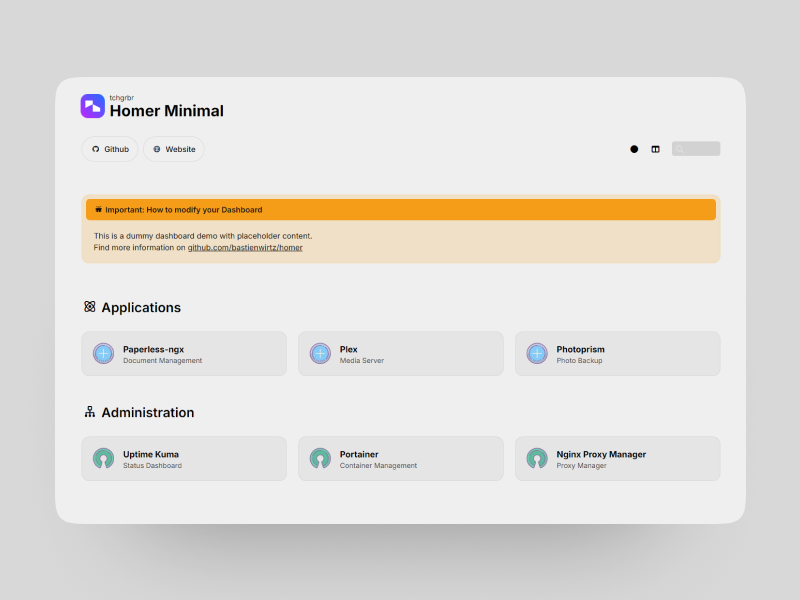 tchgrbr
Homer Minimal
Github
Website
Important: How to modify your Dashboard
This is a dummy dashboard demo with placeholder content.
Find more information on github.com/bastienwirtz/homer
Applications
Paperless-ngx
Document Management
Plex
Media Server
Photoprism
Photo Backup
Administration
Uptime Kuma
Status Dashboard
Portainer
Container Management
Nginx Proxy Manager
Proxy Manager